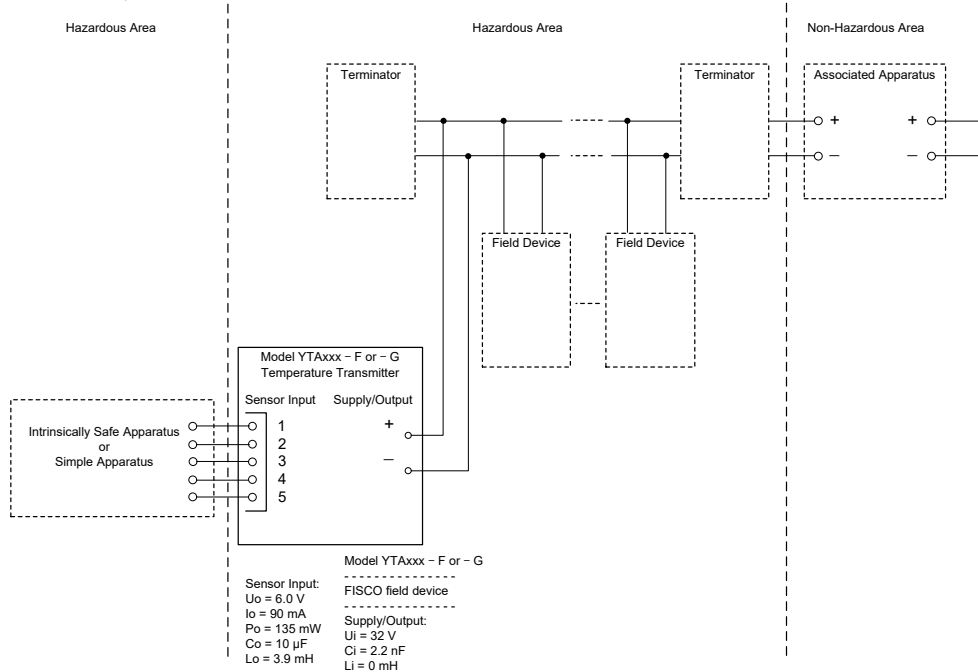 Hazardous Area
Hazardous Area
Non-Hazardous Area
Terminator
Terminator
Associated Apparatus
+
+
−
−
Field Device
Field Device
Model YTAxxx − F or − G
Temperature Transmitter
Sensor Input
Supply/Output
1
2
3
4
5
+
−
Intrinsically Safe Apparatus
or
Simple Apparatus
Sensor Input:
Uo = 6.0 V
Io = 90 mA
Po = 135 mW
Co = 10 µF
Lo = 3.9 mH
Model YTAxxx − F or − G
FISCO field device
Supply/Output:
Ui = 32 V
Ci = 2.2 nF
Li = 0 mH